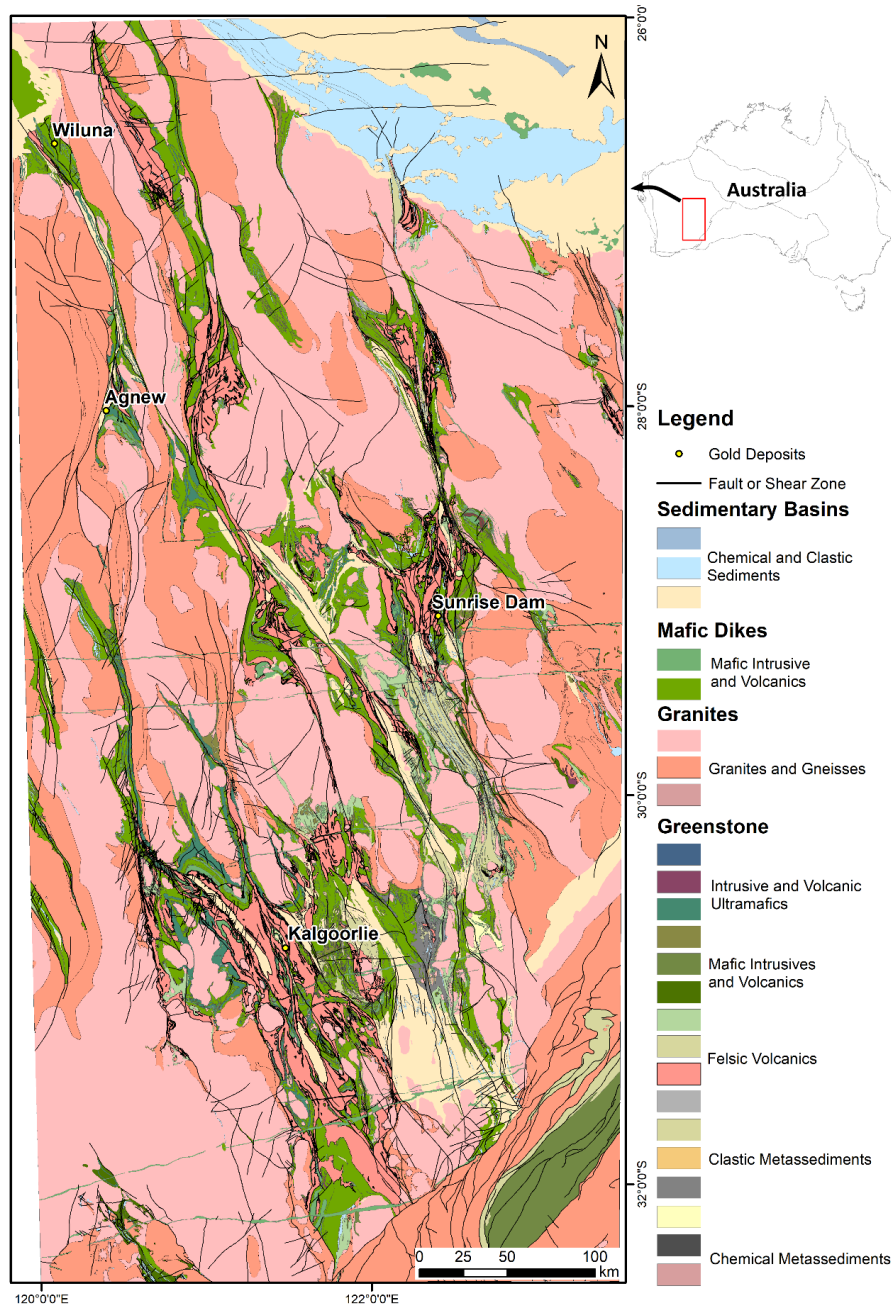 26°0'0"
N
Wiluna
Australia
Agnew
28°0'0"S
Sunrise Dam
30°0'0"S
Kalgoorlie
32°0'0"S
0 25 50 100
km
120°0'0"E
122°0'0"E
Legend
Gold Deposits
Fault or Shear Zone
Sedimentary Basins
Chemical and Clastic
Sediments
Mafic Dikes
Mafic Intrusive
and Volcanics
Granites
Granites and Gneisses
Greenstone
Intrusive and Volcanic
Ultramafics
Mafic Intrusives
and Volcanics
Felsic Volcanics
Clastic Metassediments
Chemical Metassediments